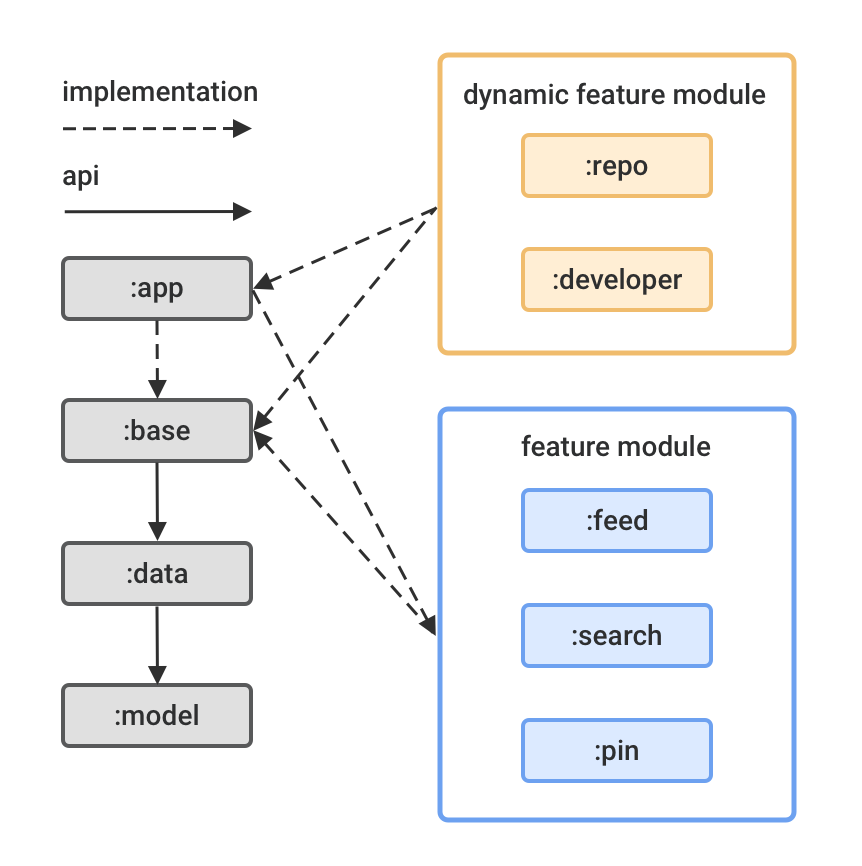 implementation
api
:app
:base
:data
:model
dynamic feature module
:repo
:developer
feature module
:feed
:search
:pin